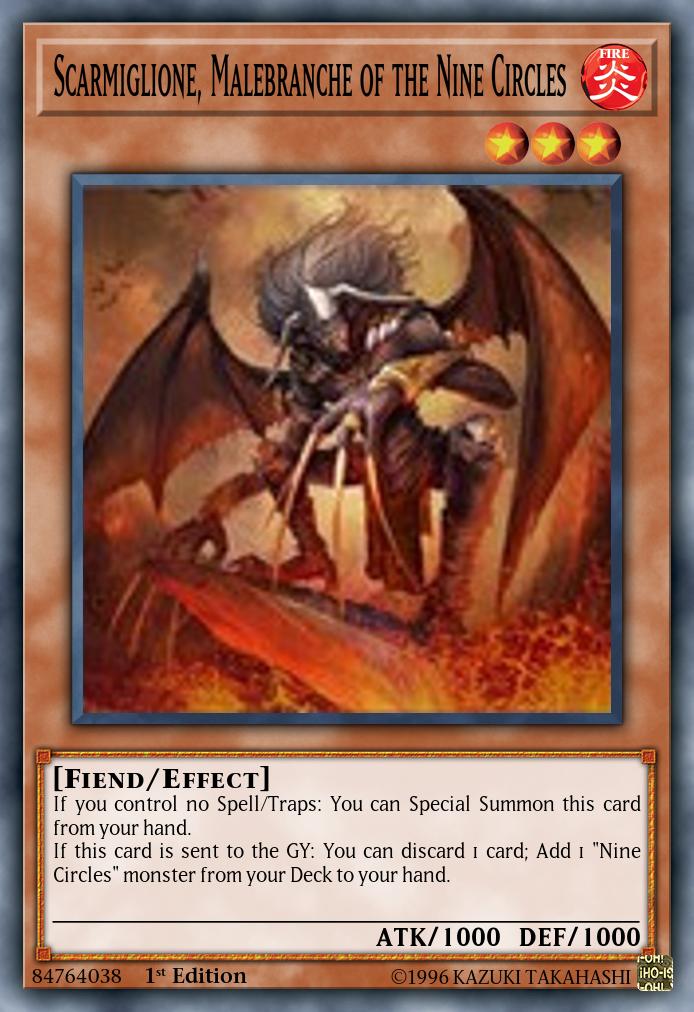 Scarmiglione, Malebranche of the Nine Circles
FIRE
炎
[Fiend/Effect]
If you control no Spell/Traps: You can Special Summon this card
from your hand.
If this card is sent to the GY: You can discard 1 card; Add 1 "Nine
Circles" monster from your Deck to your hand.
ATK/1000 DEF/1000
84764038 1st Edition ©1996 KAZUKI TAKAHASHI